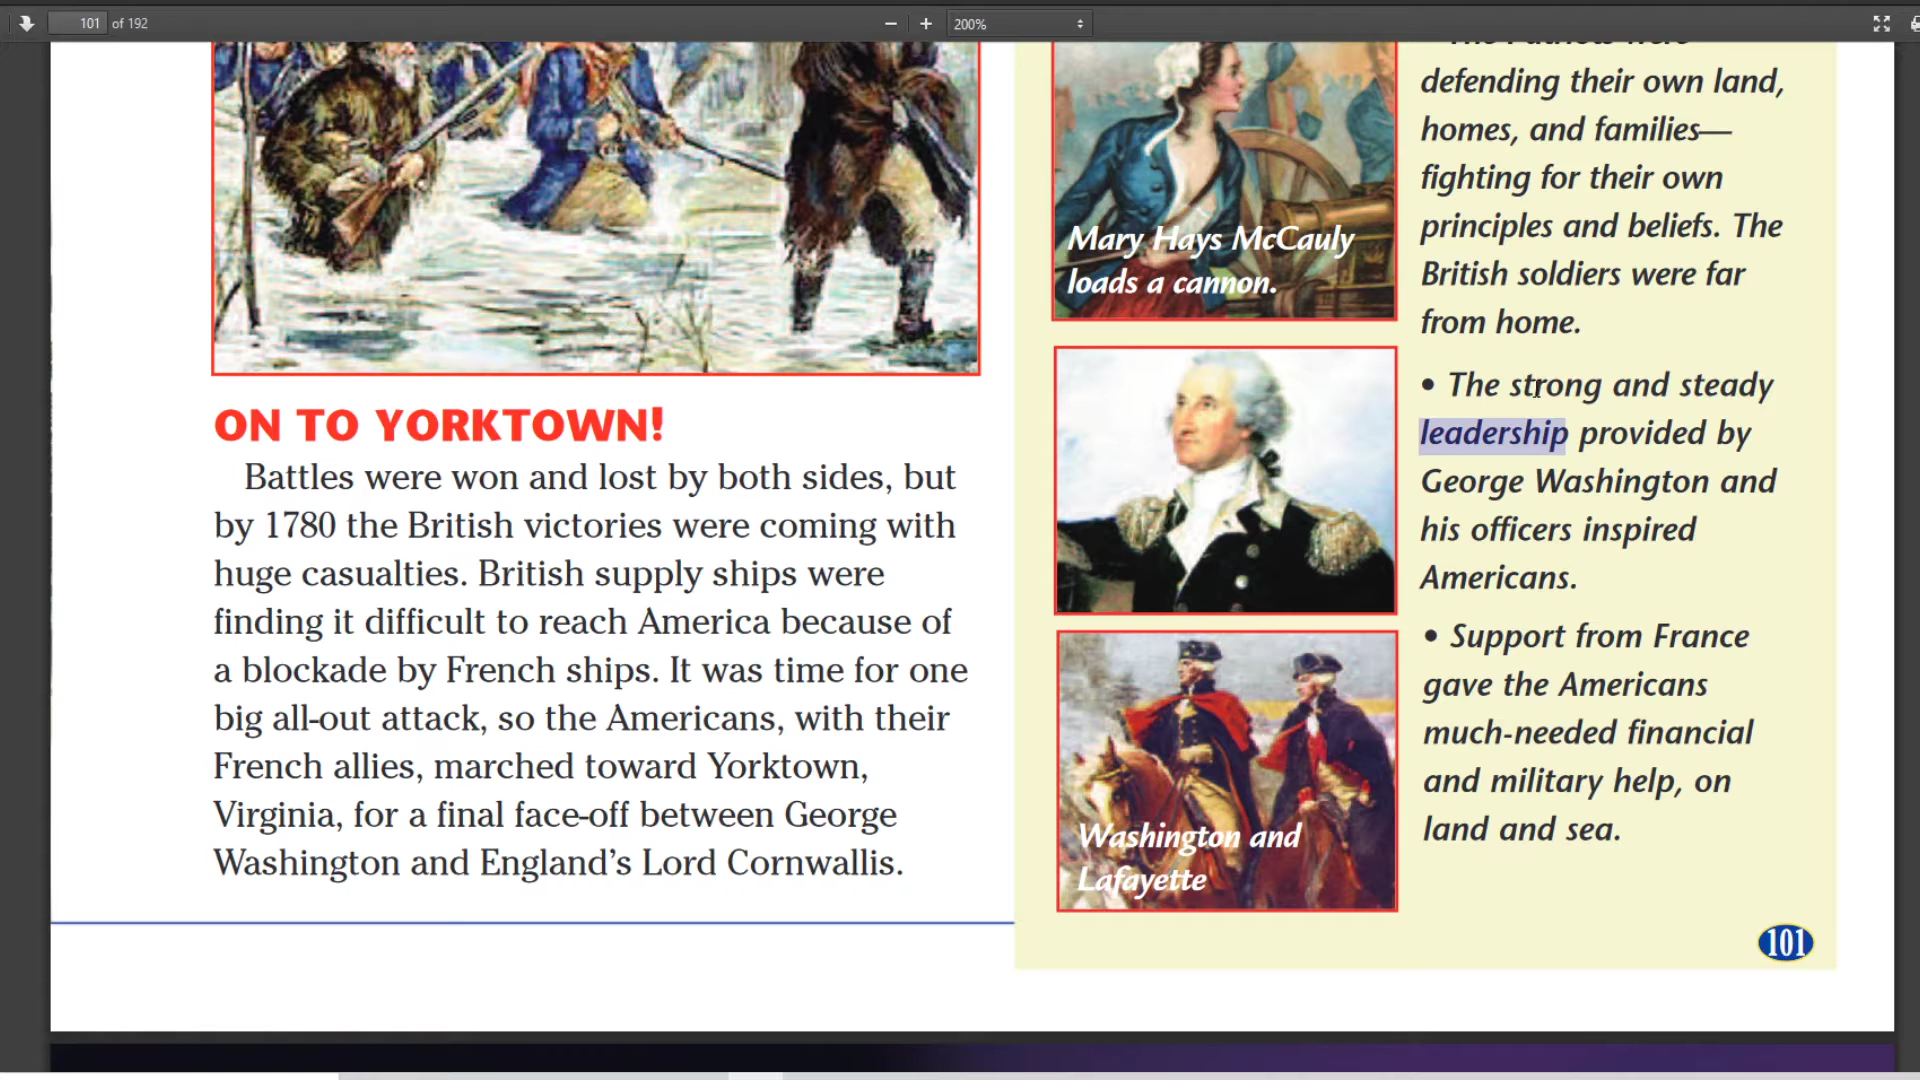 101 of 192
200%
ON TO YORKTOWN!
Battles were won and lost by both sides, but
by 1780 the British victories were coming with
huge casualties. British supply ships were
finding it difficult to reach America because of
a blockade by French ships. It was time for one
big all-out attack, so the Americans, with their
French allies, marched toward Yorktown,
Virginia, for a final face-off between George
Washington and England's Lord Cornwallis.
Mary Hays McCauly
loads a cannon.
Washington and
Lafayette
The Patriots were
defending their own land,
homes, and families—
fighting for their own
principles and beliefs. The
British soldiers were far
from home.
• The strong and steady
leadership provided by
George Washington and
his officers inspired
Americans.
• Support from France
gave the Americans
much-needed financial
and military help, on
land and sea.
101